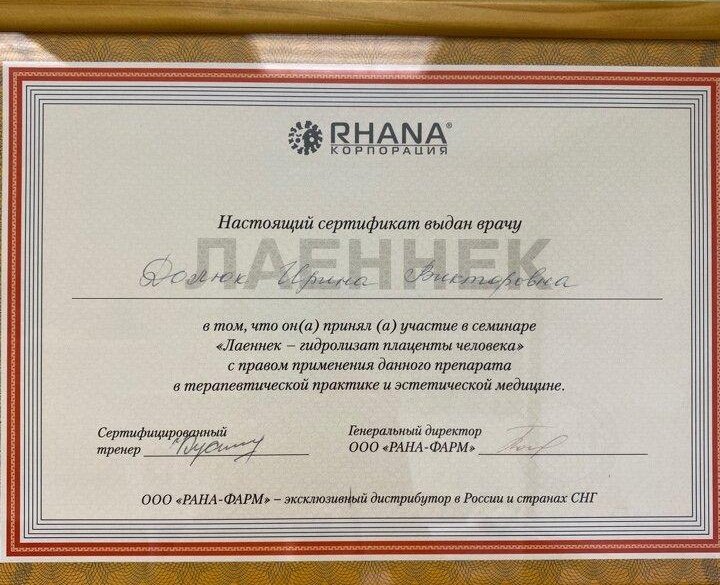 RHANA®
КОРПОРАЦИЯ
Настоящий сертификат выдан врачу
ЛАЕННЕК
Ирина Викторовна
в том, что он(а) принял (а) участие в семинаре
«Лаеннек – гидролизат плаценты человека»
с правом применения данного препарата
в терапевтической практике и эстетической медицине.
Сертифицированный
тренер
Генеральный директор
ООО «РАНА-ФАРМ»
ООО «РАНА-ФАРМ» – эксклюзивный дистрибутор в России и странах СНГ